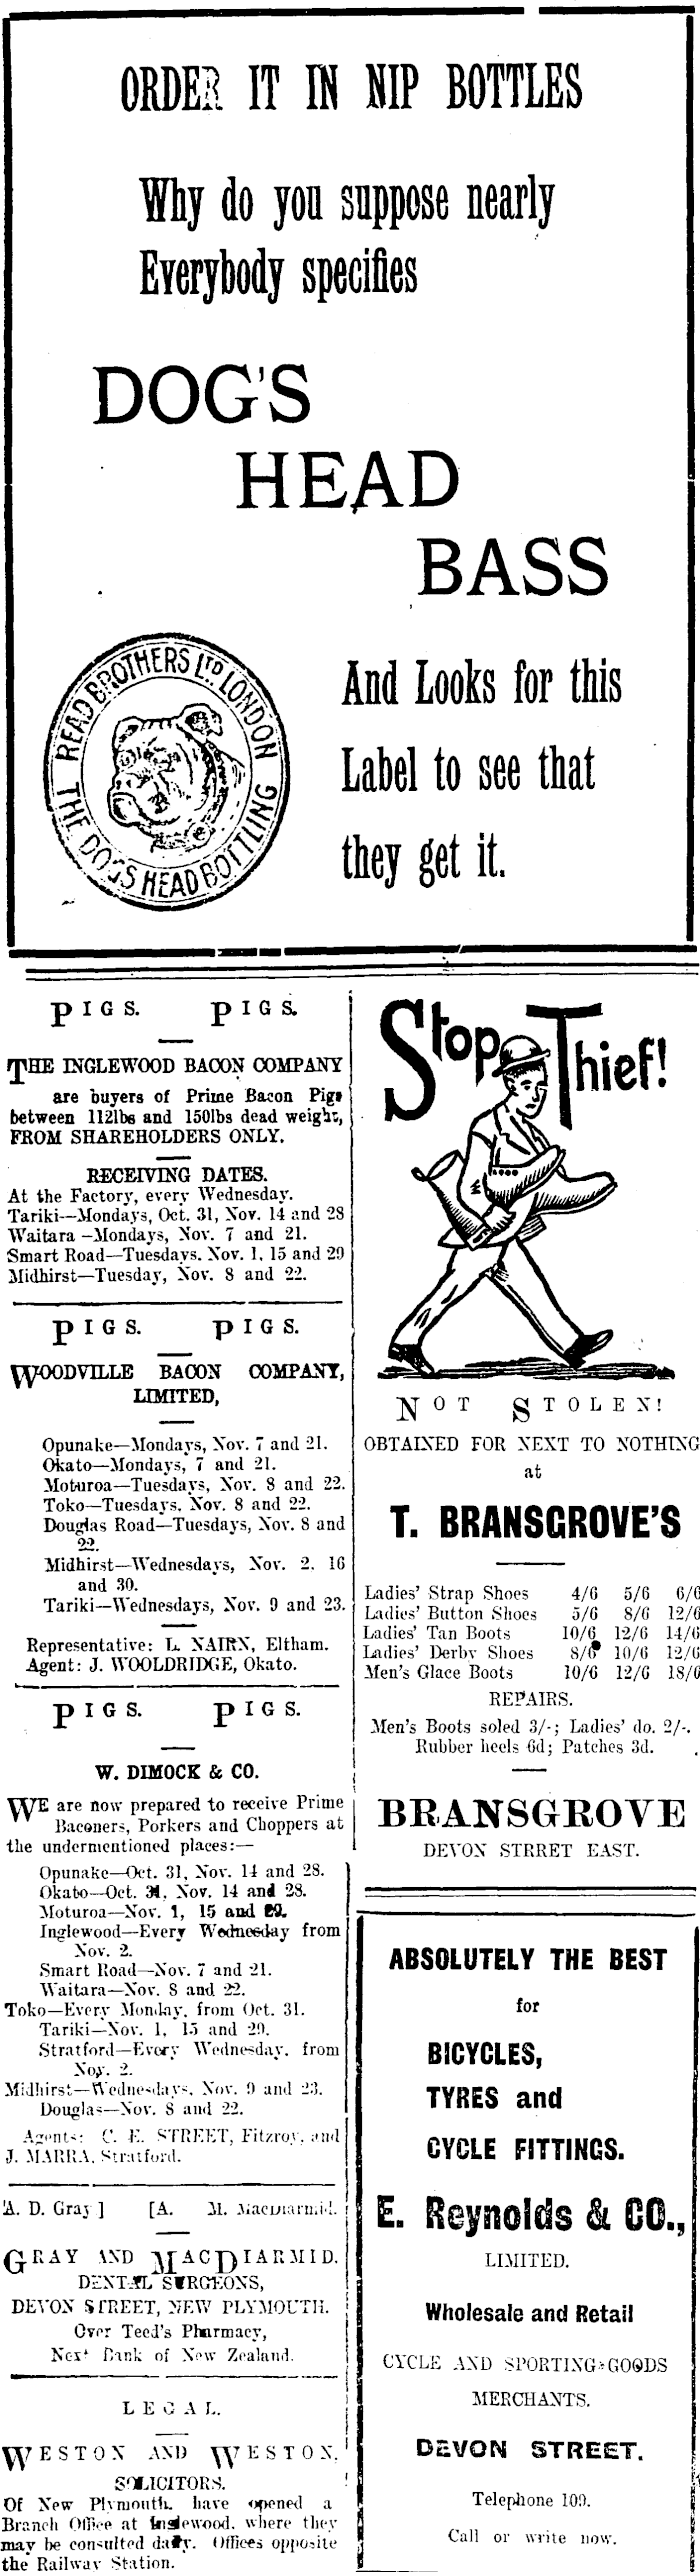 ORDER IT IN NIP BOTTLES
Why do you suppose nearly
Everybody specifies
DOG'S
HEAD
BASS
READ BROTHERS LTD LONDON
THE DOG'S HEAD BOTTLING
And Looks for this
Label to see that
they get it.
PIGS. PIGS.
THE INGLEWOOD BACON COMPANY
are buyers of Prime Bacon Pigs
between 112lbs and 150lbs dead weight,
FROM SHAREHOLDERS ONLY.
RECEIVING DATES.
At the Factory, every Wednesday.
Tariki—Mondays, Oct. 31, Nov. 14 and 28
Waitara—Mondays, Nov. 7 and 21.
Smart Road—Tuesdays. Nov. 1, 15 and 29
Midhirst—Tuesday, Nov. 8 and 22.
PIGS. PIGS.
WOODVILLE BACON COMPANY,
LIMITED,
Opunake—Mondays, Nov. 7 and 21.
Okato—Mondays, 7 and 21.
Moturoa—Tuesdays, Nov. 8 and 22.
Toko—Tuesdays, Nov. 8 and 22.
Douglas Road—Tuesdays, Nov. 8 and
22.
Midhirst—Wednesdays, Nov. 2, 16
and 30.
Tariki—Wednesdays, Nov. 9 and 23.
Representative: L. NAIRN, Eltham.
Agent: J. WOOLDRIDGE, Okato.
PIGS. PIGS.
W. DIMOCK & CO.
WE are now prepared to receive Prime
Baconers, Porkers and Choppers at
the undermentioned places:—
Opunake—Oct. 31, Nov. 14 and 28.
Okato—Oct. 31, Nov. 14 and 28.
Moturoa—Nov. 1, 15 and 29.
Inglewood—Every Wednesday from
Nov. 2.
Smart Road—Nov. 7 and 21.
Waitara—Nov. 8 and 22.
Toko—Every Monday, from Oct. 31.
Tariki—Nov. 1, 15 and 29.
Stratford—Every Wednesday, from
Nov. 2.
Midhirst—Wednesdays, Nov. 9 and 23.
Douglas—Nov. 8 and 22.
Agents: C. E. STREET, Fitzroy, and
J. MARRA, Stratford.
A. D. Gray] [A. M. MacDiarmid.
GRAY AND MACDIARMID,
DENTAL SURGEONS,
DEVON STREET, NEW PLYMOUTH.
Over Teed's Pharmacy,
Next Bank of New Zealand.
LEGAL.
WESTON AND WESTON,
SOLICITORS.
Of New Plymouth, have opened a
Branch Office at Inglewood, where they
may be consulted daily. Offices opposite
the Railway Station.
Stop Thief!
NOT STOLEN!
OBTAINED FOR NEXT TO NOTHING
at
T. BRANSGROVE'S
Ladies' Strap Shoes 4/6 5/6 6/6
Ladies' Button Shoes 5/6 8/6 12/6
Ladies' Tan Boots 10/6 12/6 14/6
Ladies' Derby Shoes 8/6 10/6 12/6
Men's Glace Boots 10/6 12/6 18/6
REPAIRS.
Men's Boots soled 3/-; Ladies' do. 2/-.
Rubber heels 6d; Patches 3d.
BRANSGROVE
DEVON STRRET EAST.
ABSOLUTELY THE BEST
for
BICYCLES,
TYRES and
CYCLE FITTINGS.
E. Reynolds & CO.,
LIMITED.
Wholesale and Retail
CYCLE AND SPORTING GOODS
MERCHANTS.
DEVON STREET.
Telephone 109.
Call or write now.